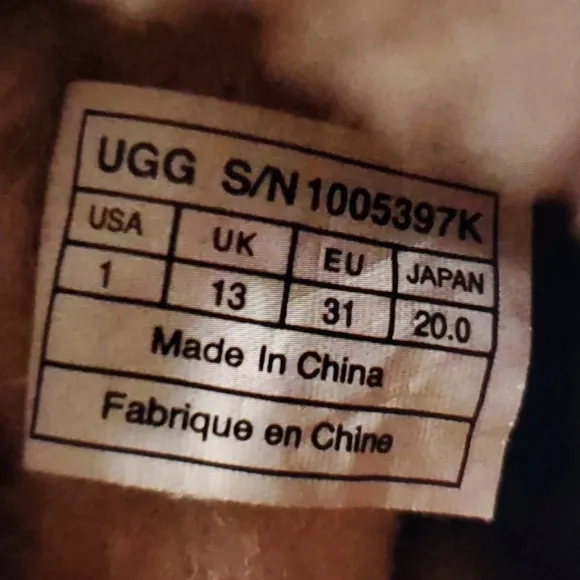 UGG S/N 1005397K
USA UK EU JAPAN
1 13 31 20.0
Made In China
Fabrique en Chine